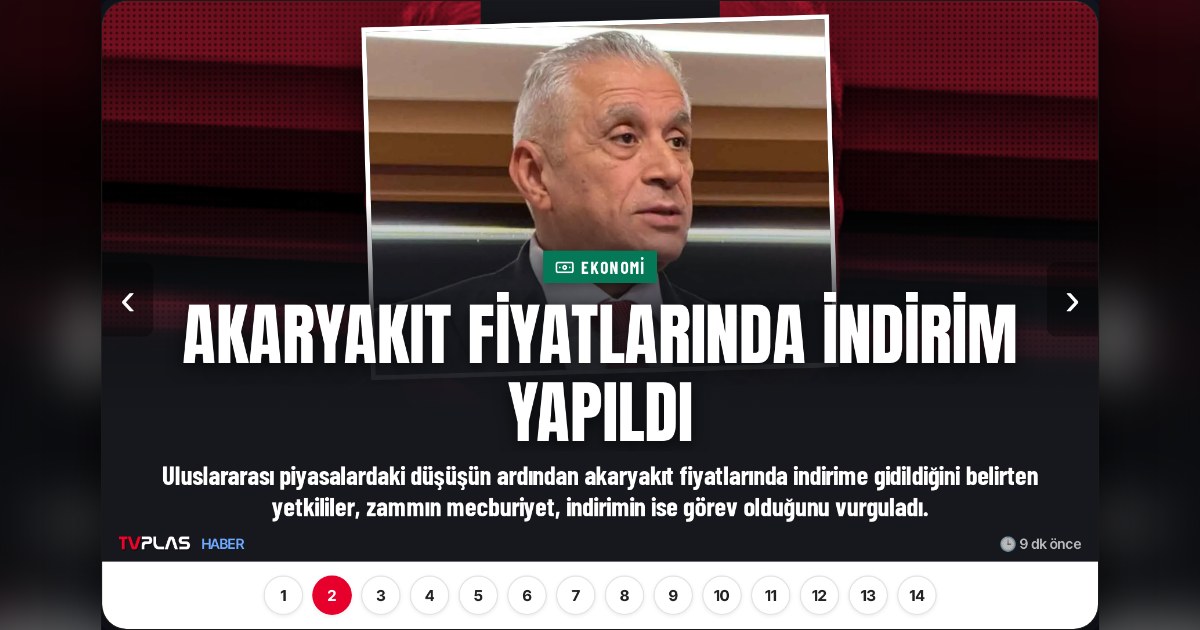 EKONOMİ
AKARYAKIT FİYATLARINDA İNDİRİM
YAPILDI
Uluslararası piyasalardaki düşüşün ardından akaryakıt fiyatlarında indirime gidildiğini belirten
yetkililer, zammın mecburiyet, indirimin ise görev olduğunu vurguladı.
TVPLAS HABER 9 dk önce
1 2 3 4 5 6 7 8 9 10 11 12 13 14